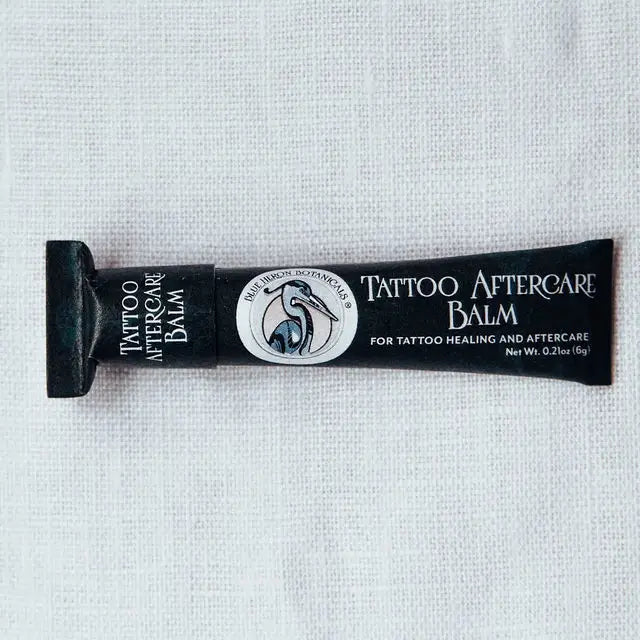 TATTOO
AFTERCARE
BALM
BLUE HERON BOTANICALS ®
TATTOO AFTERCARE
BALM
FOR TATTOO HEALING AND AFTERCARE
Net Wt. 0.21oz (6g)